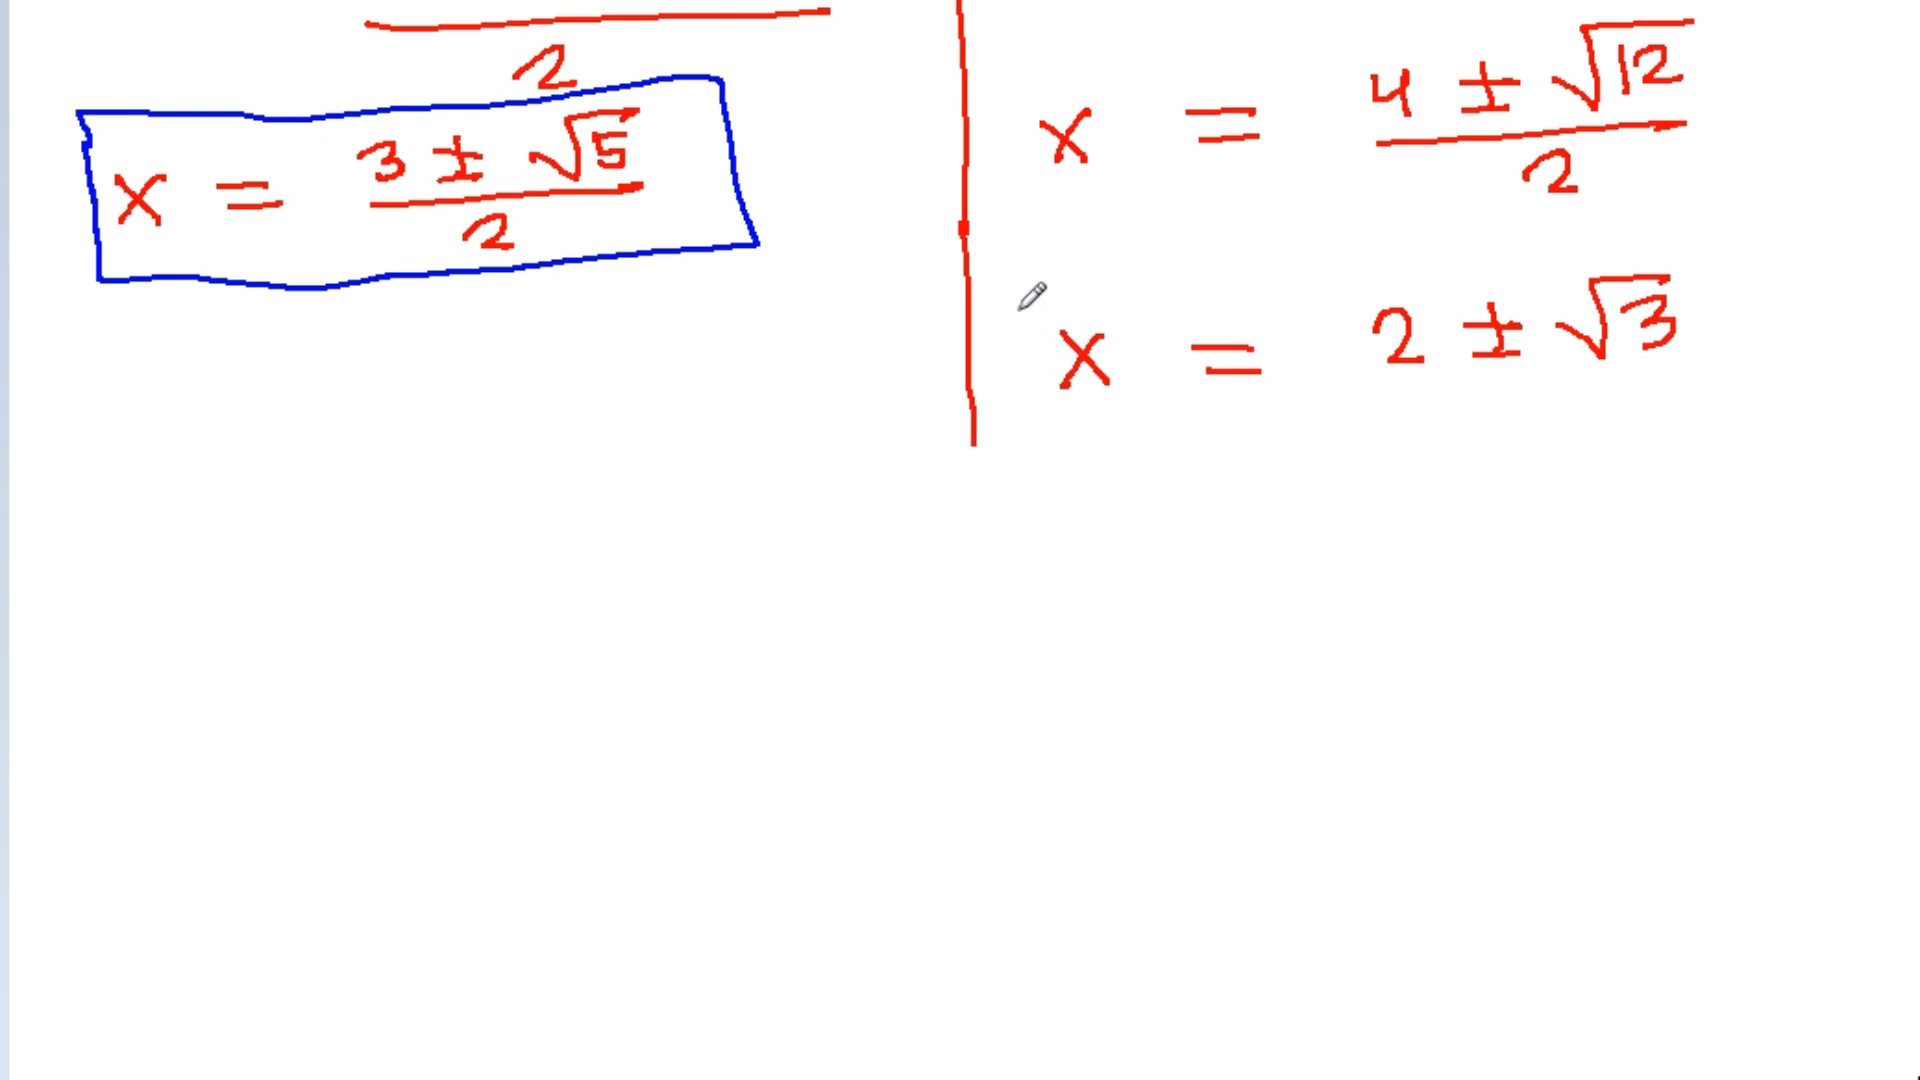 2
x = 3 ± √5
2
x = 4 ± √12
2
x = 2 ± √3